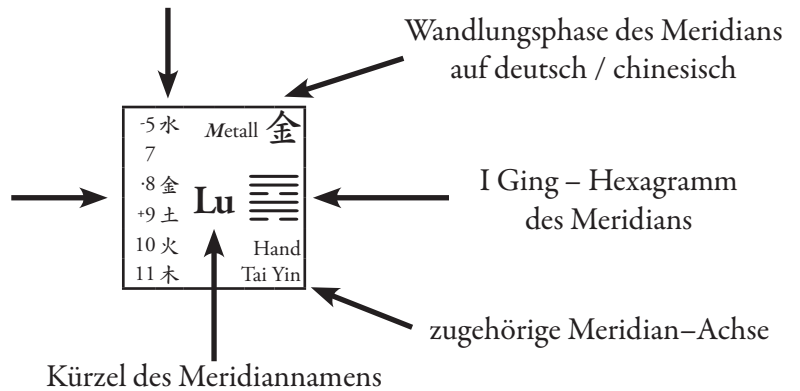 Wandlungsphase des Meridians
auf deutsch / chinesisch
-5 水
Metall 金
7
·8 金
Lu
+9 土
10 火
Hand
11 木
Tai Yin
I Ging – Hexagramm
des Meridians
zugehörige Meridian–Achse
Kürzel des Meridiannamens